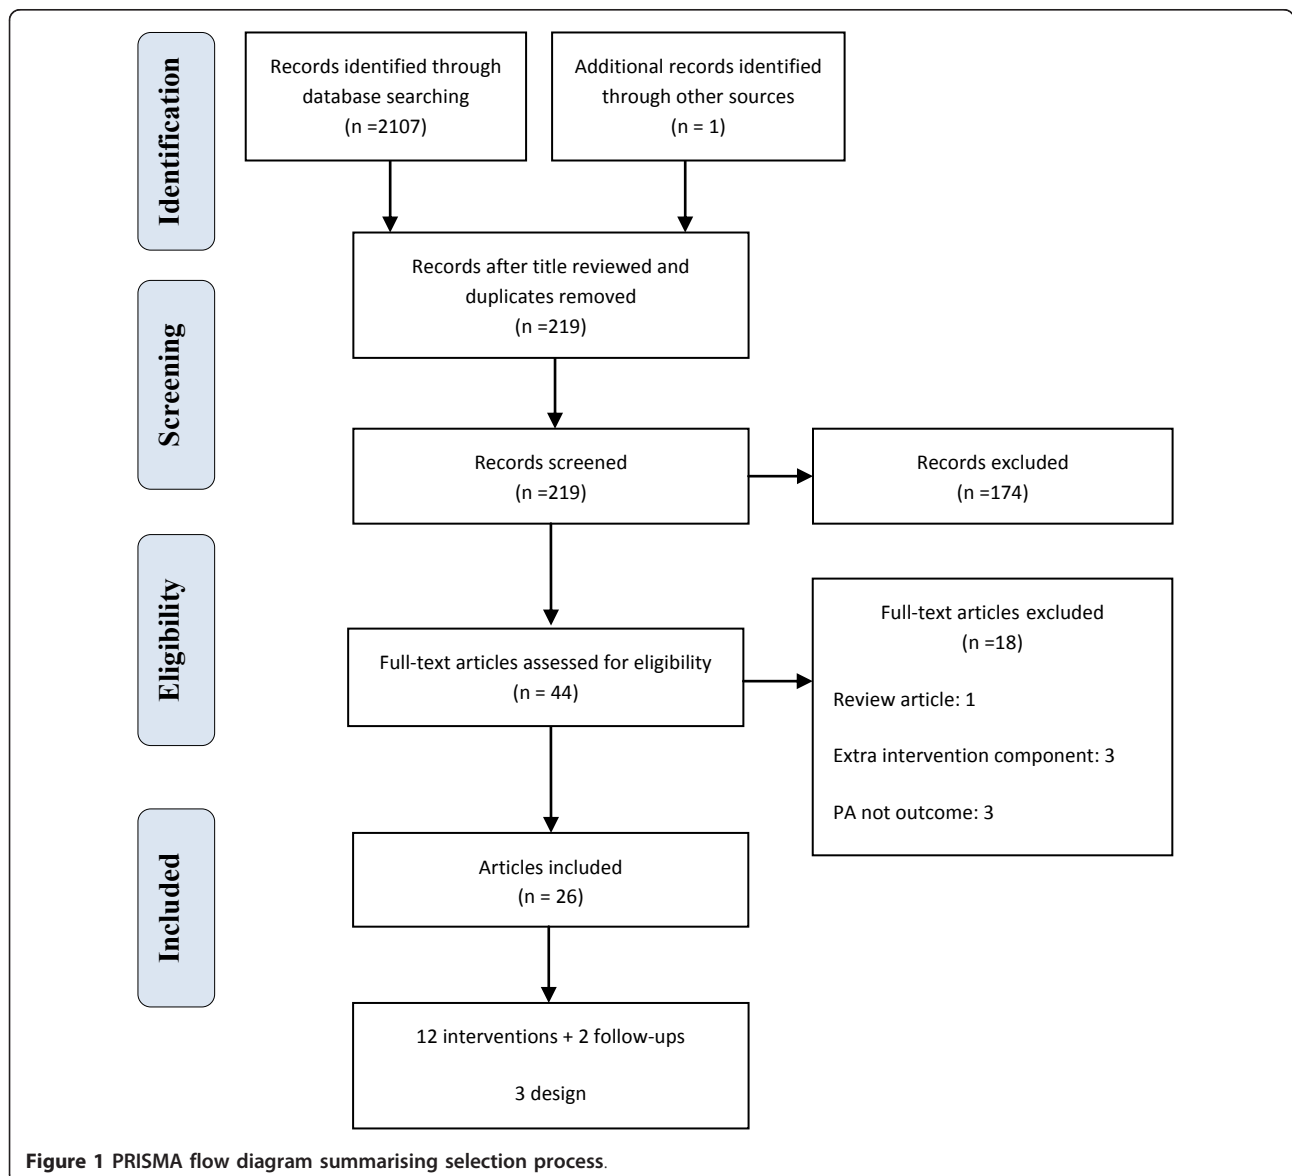 Identification
Records identified through
database searching
(n =2107)
Additional records identified
through other sources
(n = 1)
Records after title reviewed and
duplicates removed
(n =219)
Screening
Records screened
(n =219)
Records excluded
(n =174)
Eligibility
Full-text articles assessed for eligibility
(n = 44)
Full-text articles excluded
(n =18)
Review article: 1
Extra intervention component: 3
PA not outcome: 3
Included
Articles included
(n = 26)
12 interventions + 2 follow-ups
3 design
Figure 1 PRISMA flow diagram summarising selection process.